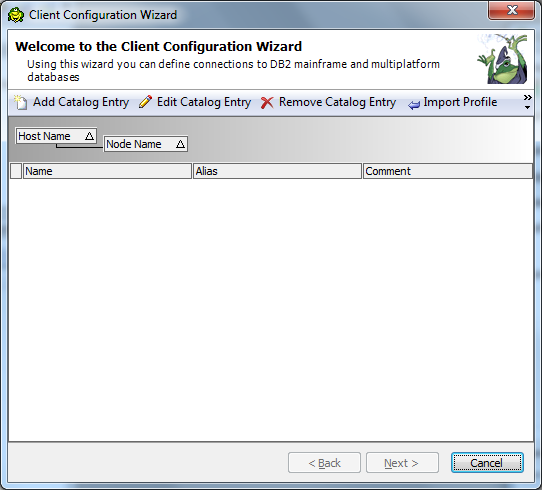 Client Configuration Wizard
Welcome to the Client Configuration Wizard
Using this wizard you can define connections to DB2 mainframe and multiplatform
databases
Add Catalog Entry Edit Catalog Entry Remove Catalog Entry Import Profile
Host Name
Node Name
Name Alias Comment
< Back Next > Cancel